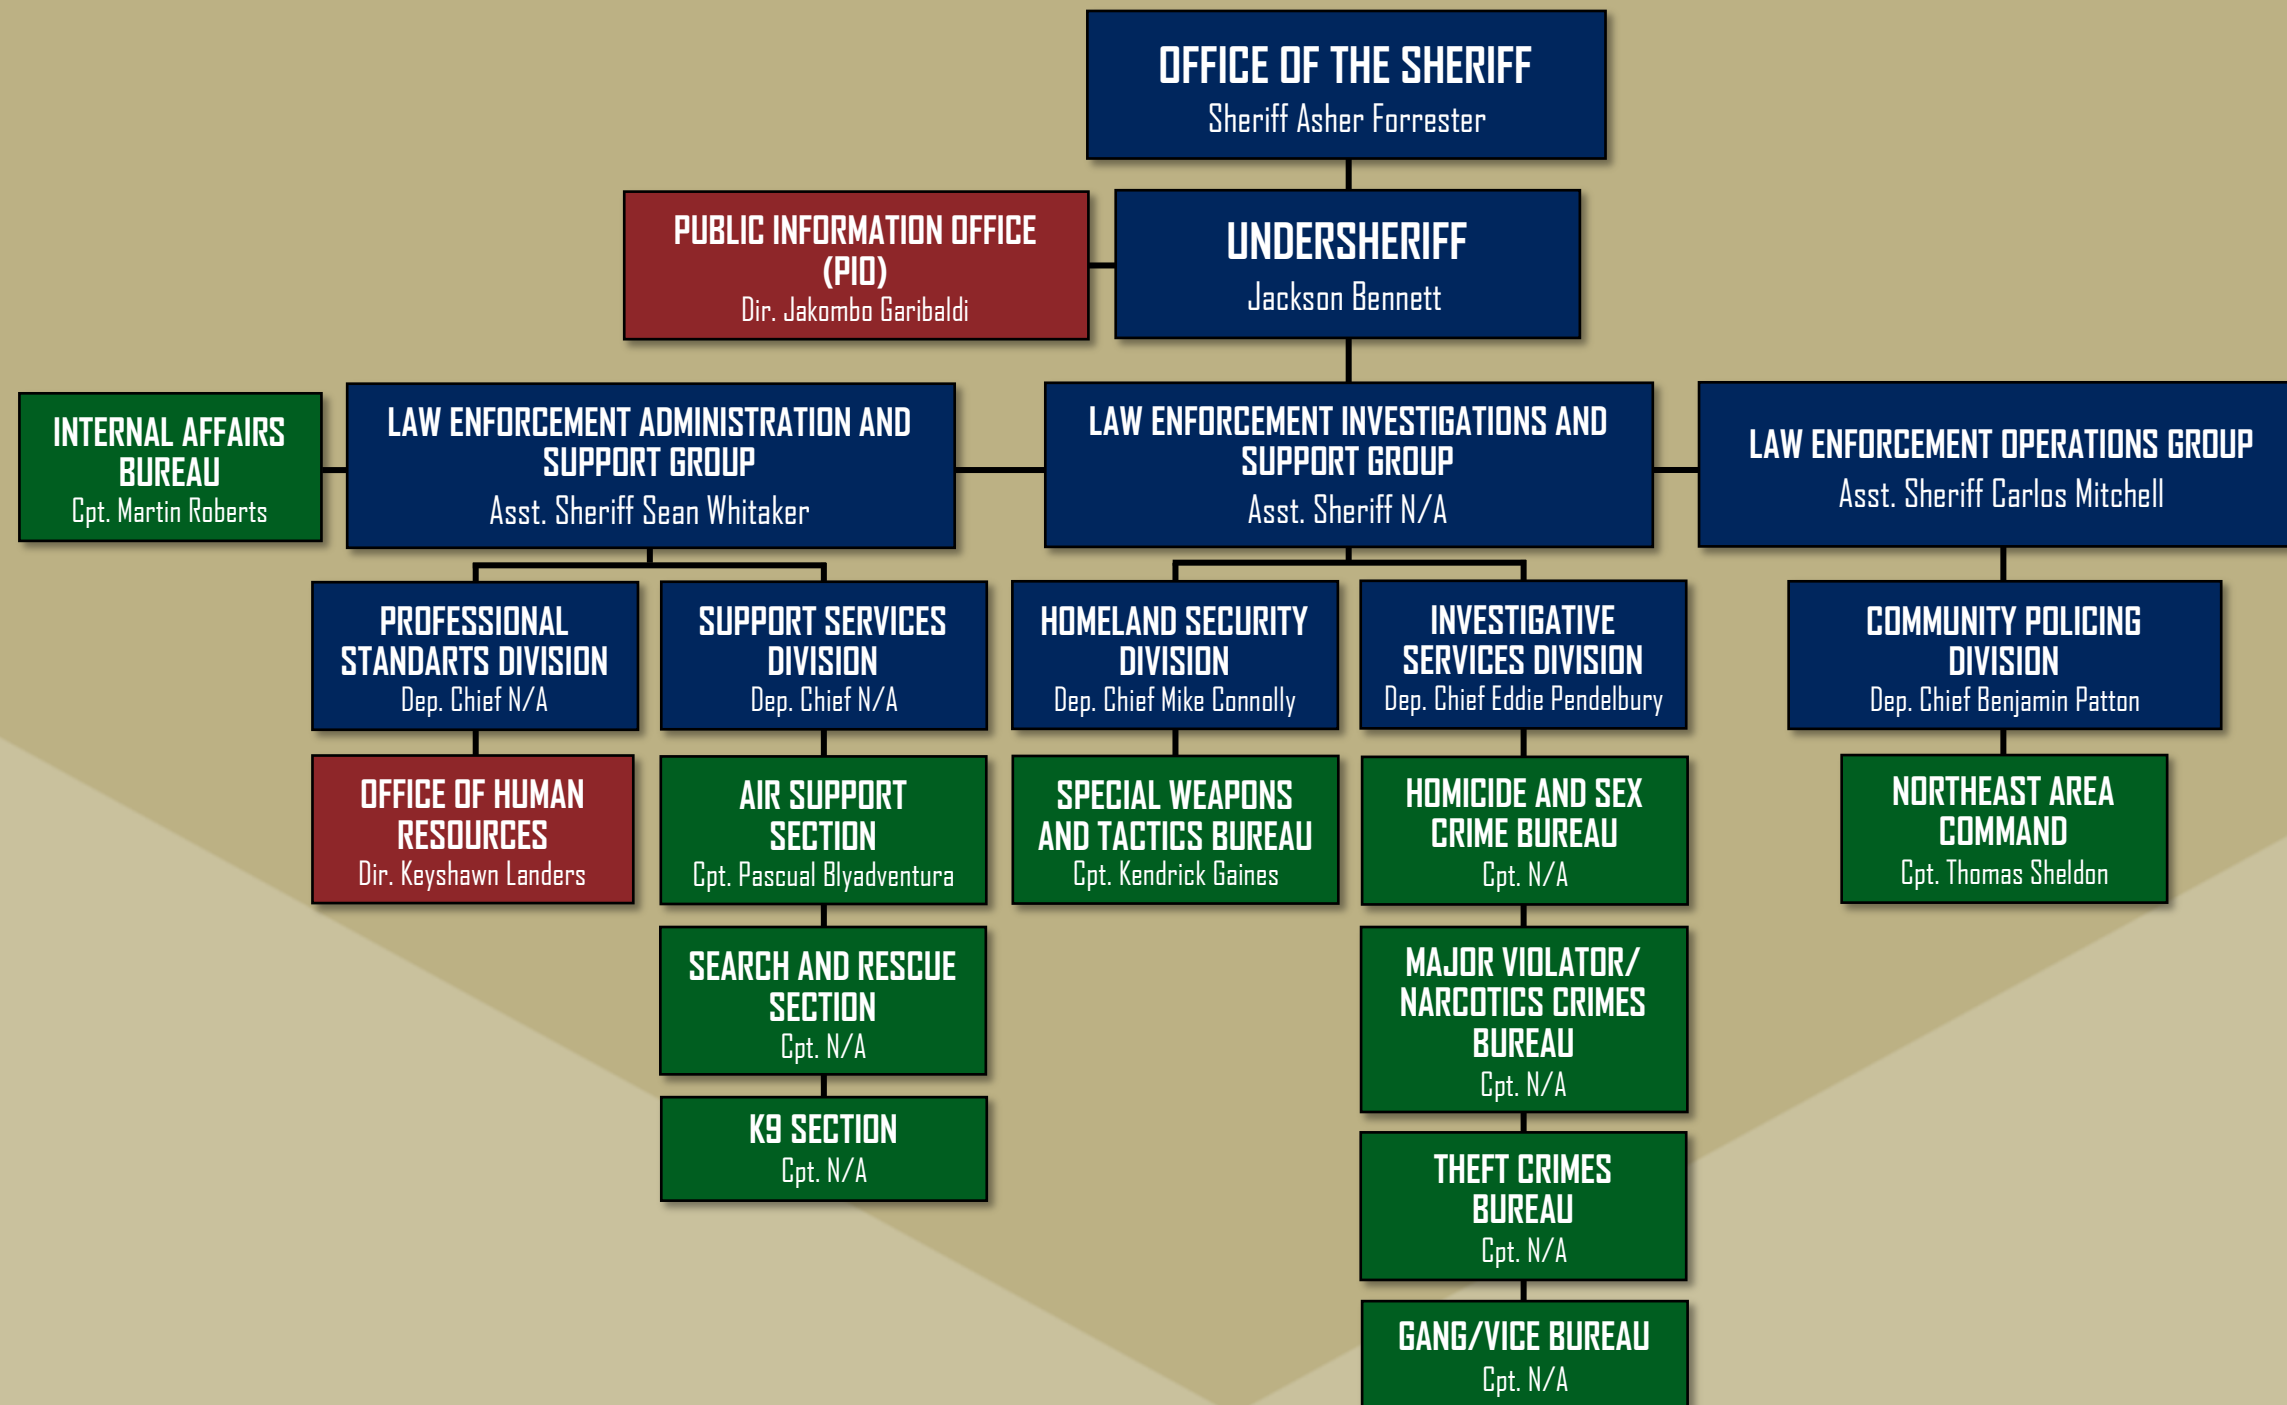 OFFICE OF THE SHERIFF
Sheriff Asher Forrester
PUBLIC INFORMATION OFFICE
(PIO)
Dir. Jakombo Garibaldi
UNDERSHERIFF
Jackson Bennett
INTERNAL AFFAIRS
BUREAU
Cpt. Martin Roberts
LAW ENFORCEMENT ADMINISTRATION AND
SUPPORT GROUP
Asst. Sheriff Sean Whitaker
LAW ENFORCEMENT INVESTIGATIONS AND
SUPPORT GROUP
Asst. Sheriff N/A
LAW ENFORCEMENT OPERATIONS GROUP
Asst. Sheriff Carlos Mitchell
PROFESSIONAL
STANDARTS DIVISION
Dep. Chief N/A
SUPPORT SERVICES
DIVISION
Dep. Chief N/A
HOMELAND SECURITY
DIVISION
Dep. Chief Mike Connolly
INVESTIGATIVE
SERVICES DIVISION
Dep. Chief Eddie Pendelbury
COMMUNITY POLICING
DIVISION
Dep. Chief Benjamin Patton
OFFICE OF HUMAN
RESOURCES
Dir. Keyshawn Landers
AIR SUPPORT
SECTION
Cpt. Pascual Blyadventura
SPECIAL WEAPONS
AND TACTICS BUREAU
Cpt. Kendrick Gaines
HOMICIDE AND SEX
CRIME BUREAU
Cpt. N/A
NORTHEAST AREA
COMMAND
Cpt. Thomas Sheldon
SEARCH AND RESCUE
SECTION
Cpt. N/A
MAJOR VIOLATOR/
NARCOTICS CRIMES
BUREAU
Cpt. N/A
K9 SECTION
Cpt. N/A
THEFT CRIMES
BUREAU
Cpt. N/A
GANG/VICE BUREAU
Cpt. N/A